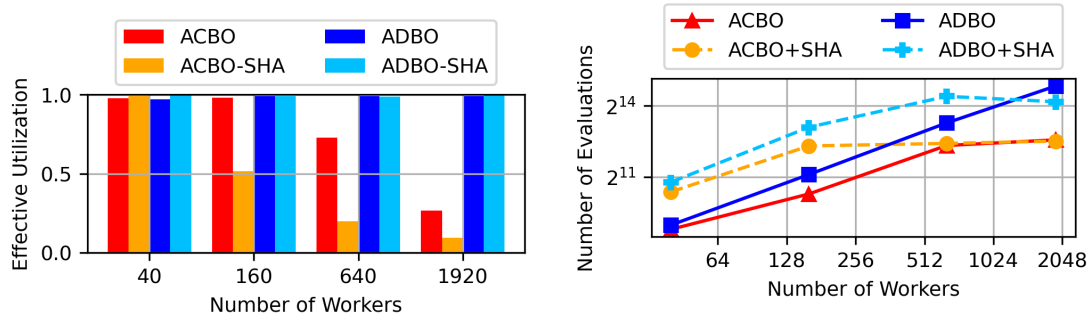 ACBO
ADBO
ACBO-SHA
ADBO-SHA
1.0
0.5
0.0
Effective Utilization
40
160
640
1920
Number of Workers
ACBO
ADBO
ACBO+SHA
ADBO+SHA
2^14
2^11
Number of Evaluations
64
128
256
512
1024
2048
Number of Workers